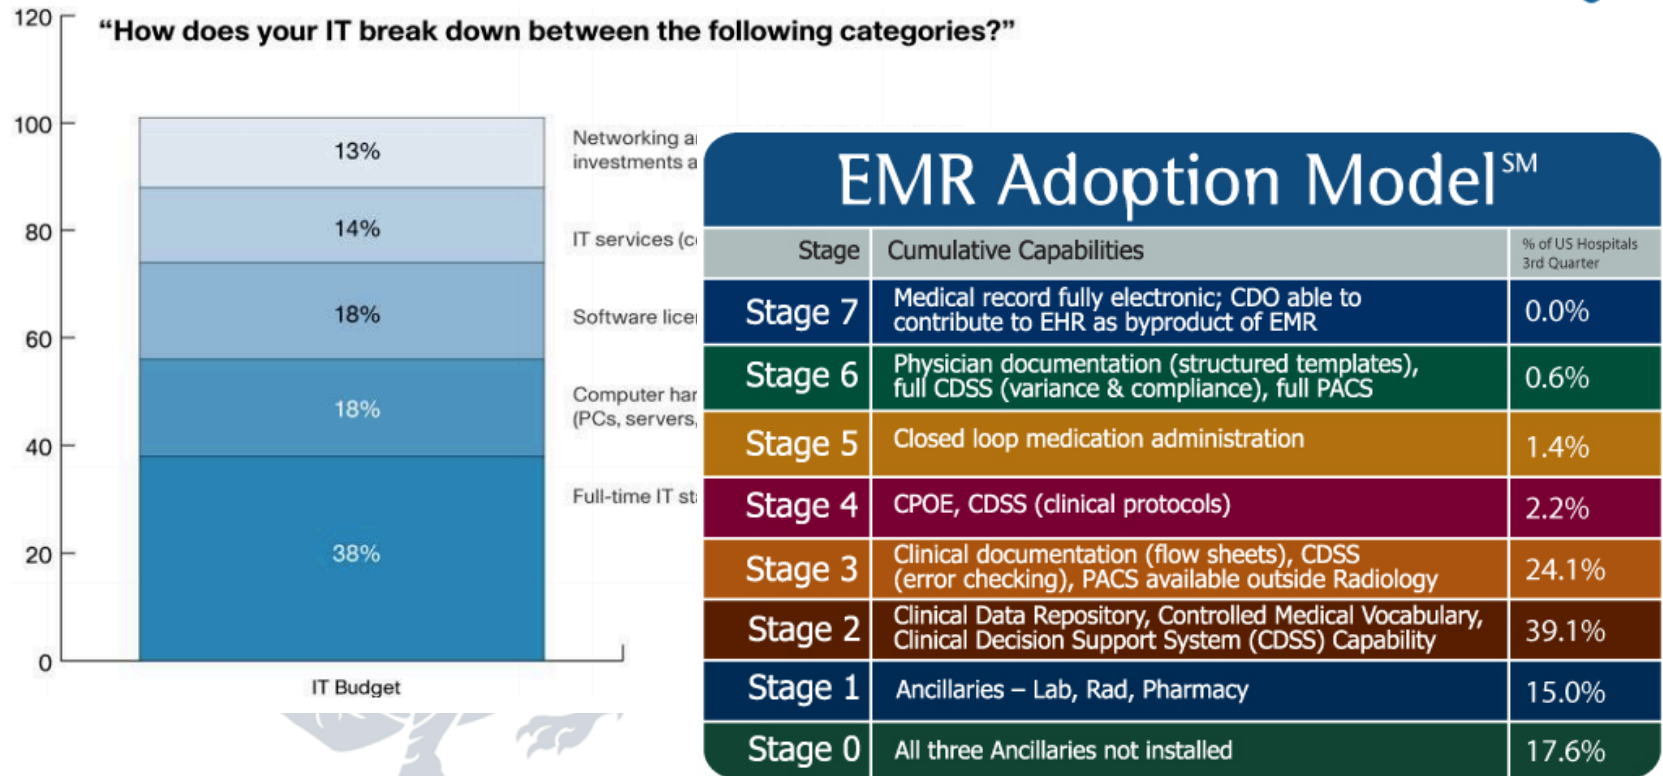 “How does your IT break down between the following categories?”
120
100
80
60
40
20
0
13%
14%
18%
18%
38%
IT Budget
Networking
investments
IT services
Software
Computer
(PCs, servers,
Full-time IT
EMR Adoption Model SM
Stage Cumulative Capabilities % of US Hospitals
3rd Quarter
Stage 7 Medical record fully electronic; CDO able to
contribute to EHR as byproduct of EMR 0.0%
Stage 6 Physician documentation (structured templates),
full CDSS (variance & compliance), full PACS 0.6%
Stage 5 Closed loop medication administration 1.4%
Stage 4 CPOE, CDSS (clinical protocols) 2.2%
Stage 3 Clinical documentation (flow sheets), CDSS
(error checking), PACS available outside Radiology 24.1%
Stage 2 Clinical Data Repository, Controlled Medical Vocabulary,
Clinical Decision Support System (CDSS) Capability 39.1%
Stage 1 Ancillaries – Lab, Rad, Pharmacy 15.0%
Stage 0 All three Ancillaries not installed 17.6%